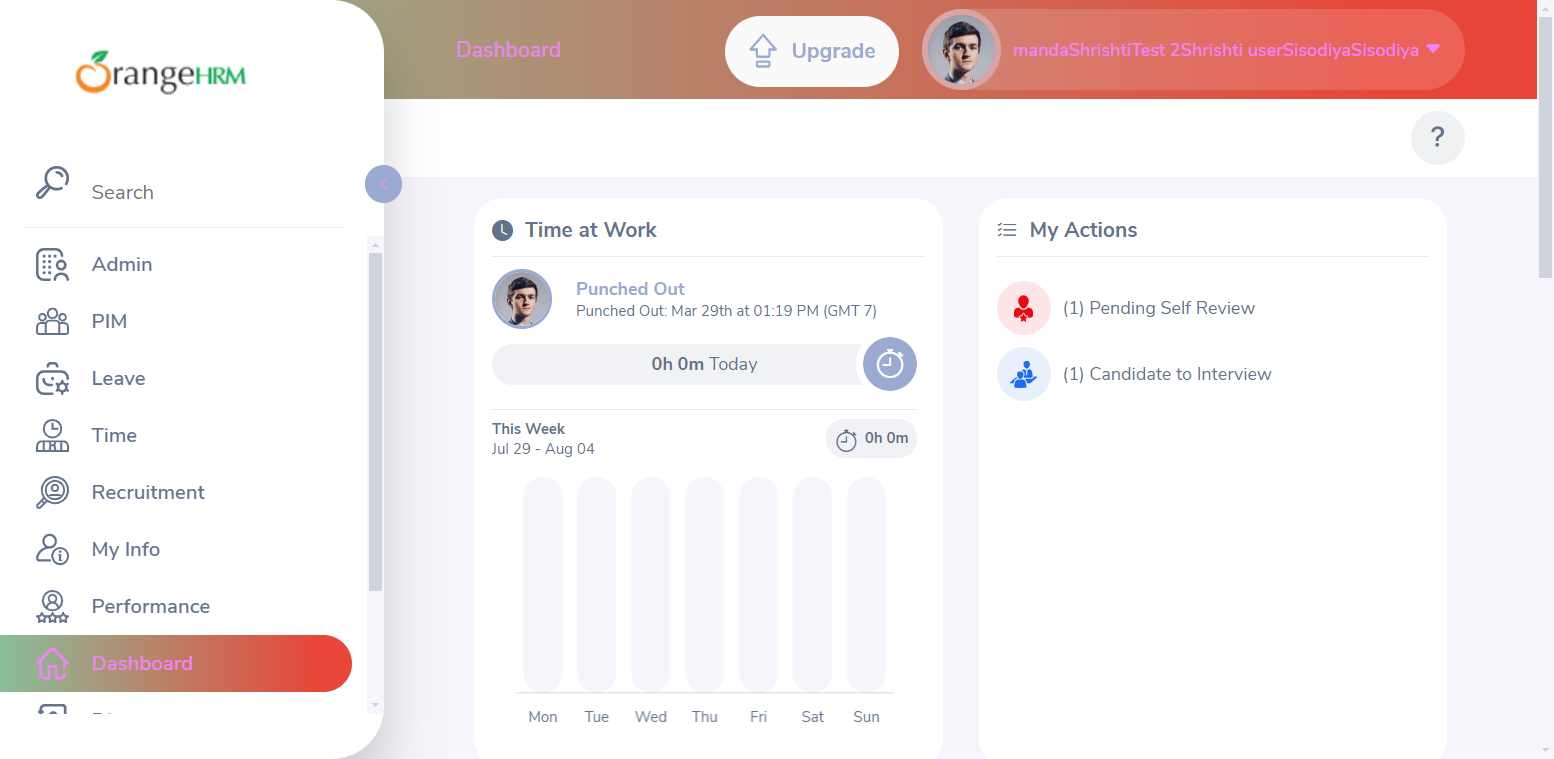 OrangeHRM
Search
Admin
PIM
Leave
Time
Recruitment
My Info
Performance
Dashboard
Dashboard
Upgrade
mandaShrishtiTest 2Shrishti userSisodiyaSisodiya
?
Time at Work
Punched Out
Punched Out: Mar 29th at 01:19 PM (GMT 7)
0h 0m Today
This Week
Jul 29 - Aug 04
0h 0m
Mon Tue Wed Thu Fri Sat Sun
My Actions
(1) Pending Self Review
(1) Candidate to Interview